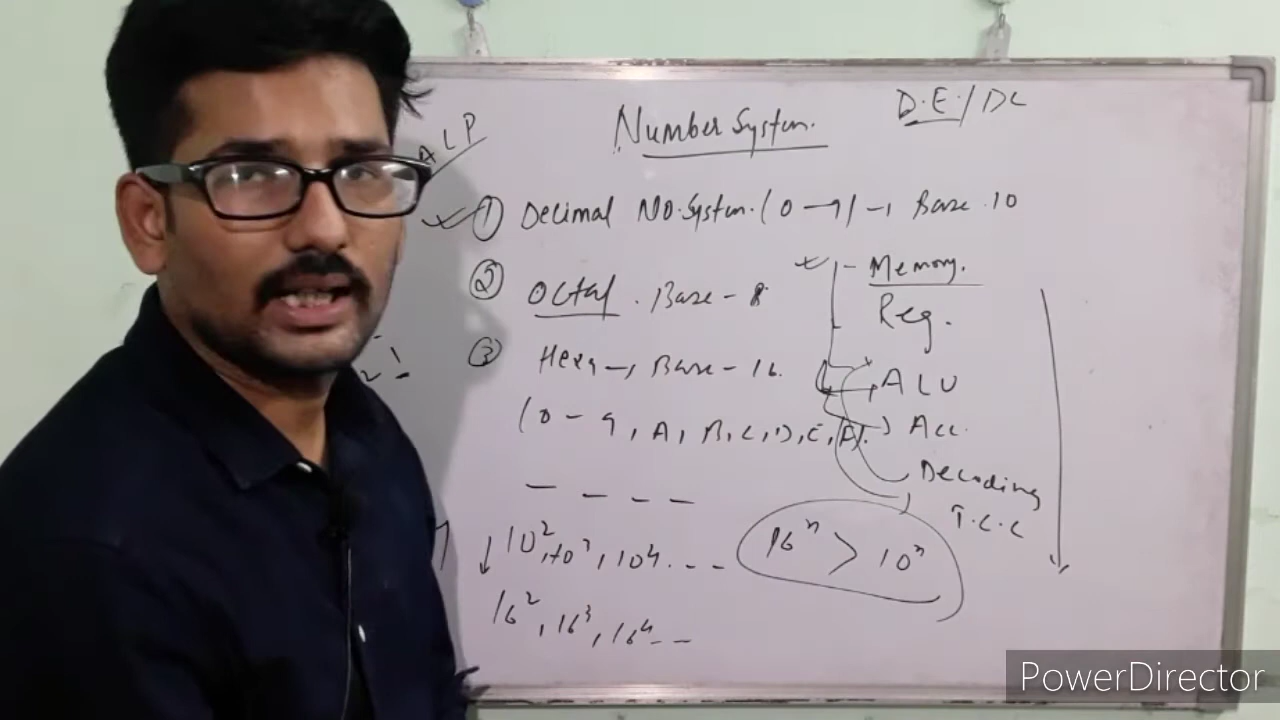 D.E./DC
Number System.
ALP
① Decimal No. System. (0 → 9) → Base 10
② Octal . Base - 8
- Memory.
Reg.
③ Hexa → Base - 16.
ALU
(0 - 9, A, B, C, D, E, F).
Acc.
Decoding
T.C.C
10², 10³, 10⁴ . - - -
16ⁿ > 10ⁿ
16², 16³, 16⁴ - -
PowerDirector